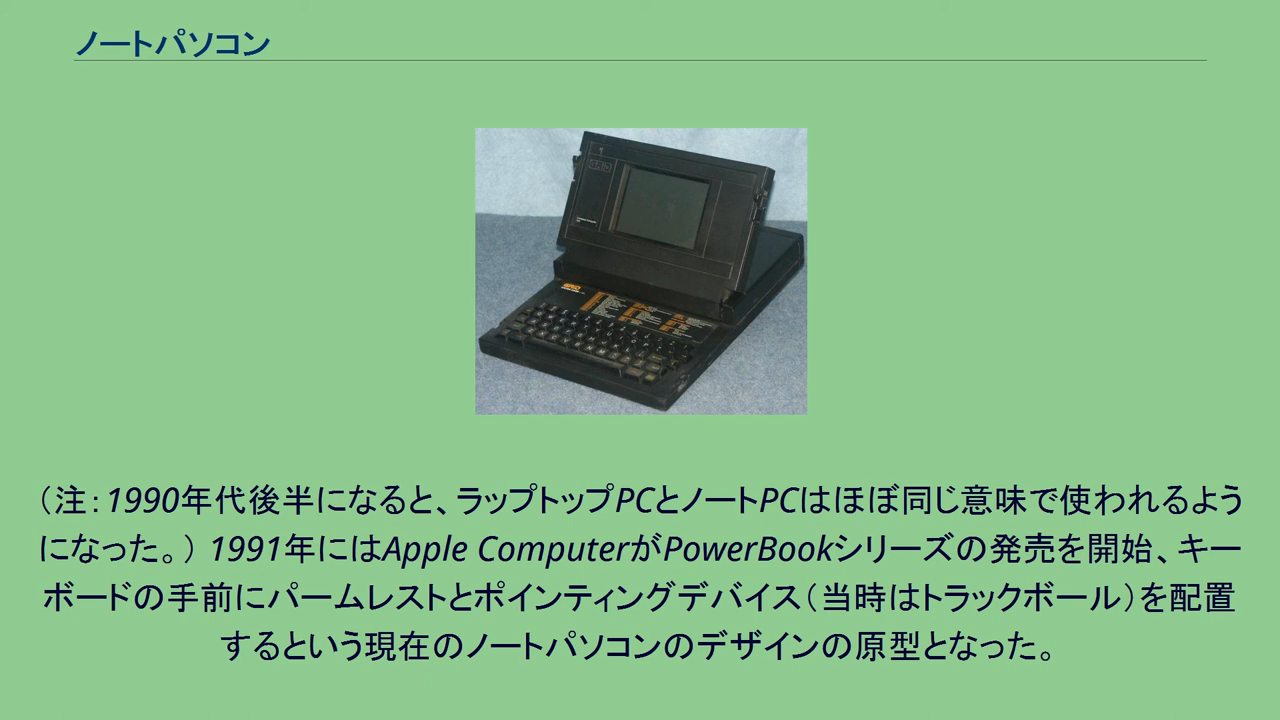 ノートパソコン
（注：1990年代後半になると、ラップトップPCとノートPCはほぼ同じ意味で使われるよう
になった。） 1991年にはApple ComputerがPowerBookシリーズの発売を開始、キー
ボードの手前にパームレストとポインティングデバイス（当時はトラックボール）を配置
するという現在のノートパソコンのデザインの原型となった。